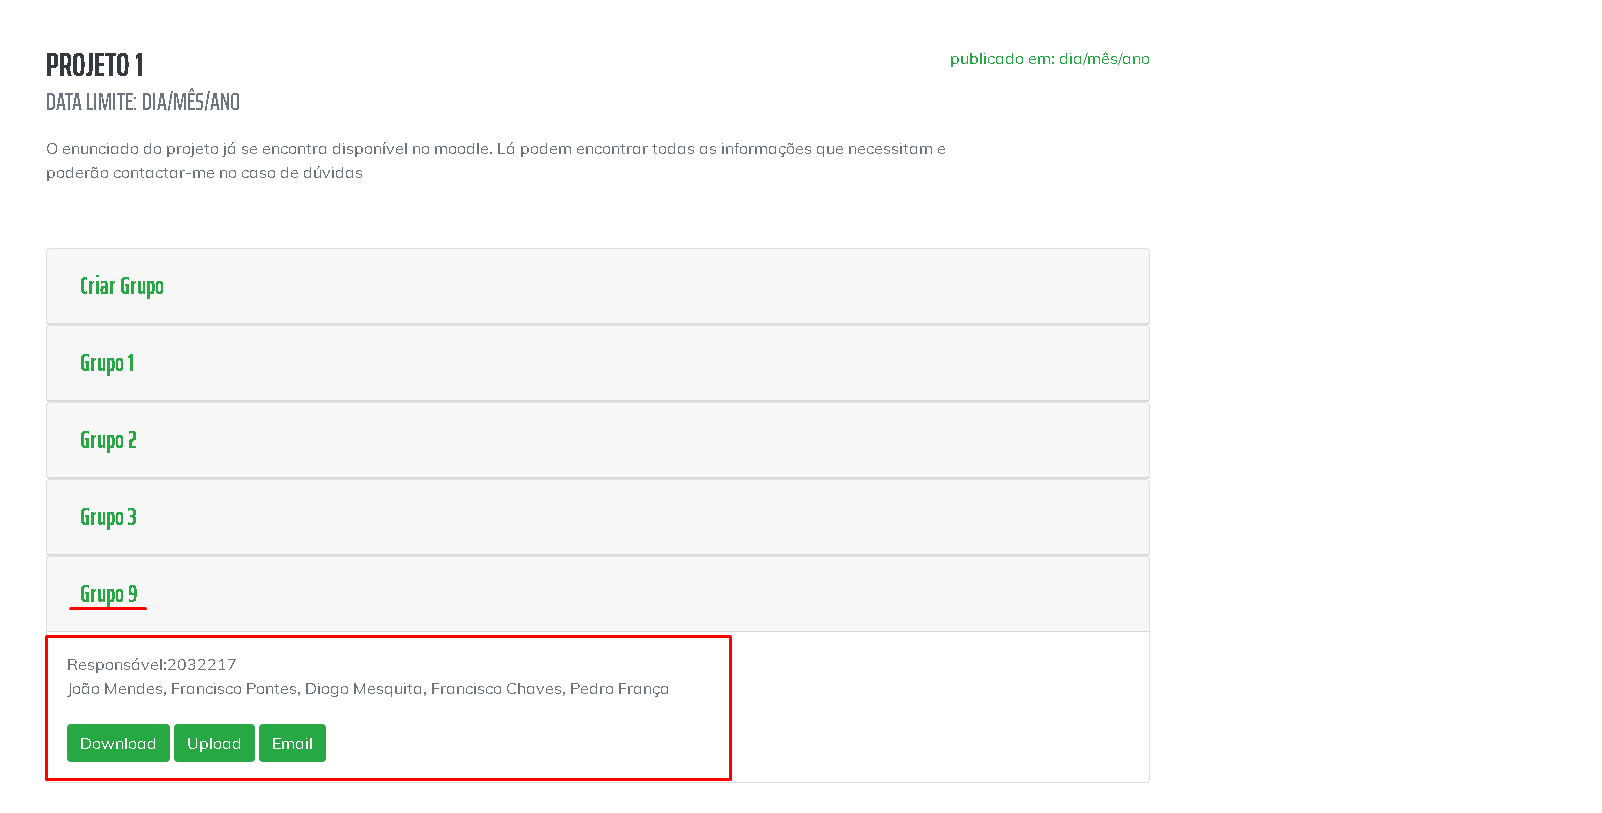 PROJETO 1
publicado em: dia/mês/ano
DATA LIMITE: DIA/MÊS/ANO
O enunciado do projeto já se encontra disponível no moodle. Lá podem encontrar todas as informações que necessitam e
poderão contactar-me no caso de dúvidas
Criar Grupo
Grupo 1
Grupo 2
Grupo 3
Grupo 9
Responsável:2032217
João Mendes, Francisco Pontes, Diogo Mesquita, Francisco Chaves, Pedro França
Download Upload Email